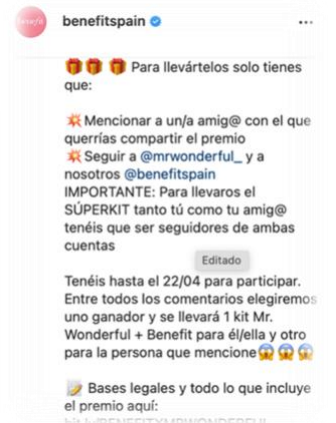 benefit
benefitspain
🎁🎁 🎁 Para llevártelos solo tienes
que:
💥Mencionar a un/a amig@ con el que
querrías compartir el premio
💥Seguir a @mrwonderful_ y a
nosotros @benefitspain
IMPORTANTE: Para llevaros el
SÚPERKIT tanto tú como tu amig@
tenéis que ser seguidores de ambas
cuentas
Editado
Tenéis hasta el 22/04 para participar.
Entre todos los comentarios elegiremos
uno ganador y se llevará 1 kit Mr.
Wonderful + Benefit para él/ella y otro
para la persona que mencione😱 😱 😱
📝 Bases legales y todo lo que incluye
el premio aquí: